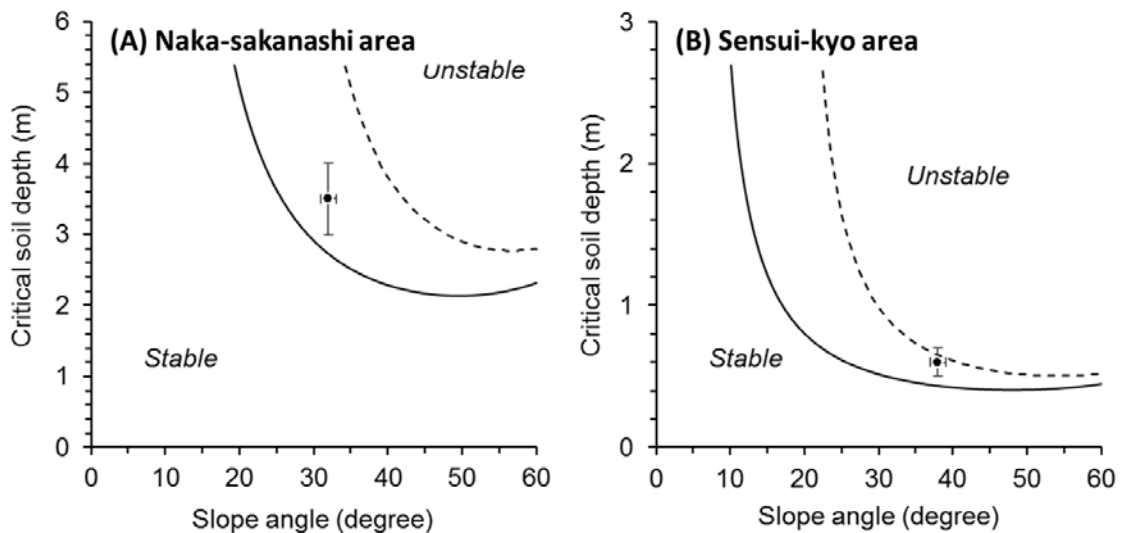 (A) Naka-sakanashi area
Unstable
Stable
Critical soil depth (m)
6
5
4
3
2
1
0
0 10 20 30 40 50 60
Slope angle (degree)
(B) Sensui-kyo area
Unstable
Stable
Critical soil depth (m)
3
2
1
0
0 10 20 30 40 50 60
Slope angle (degree)